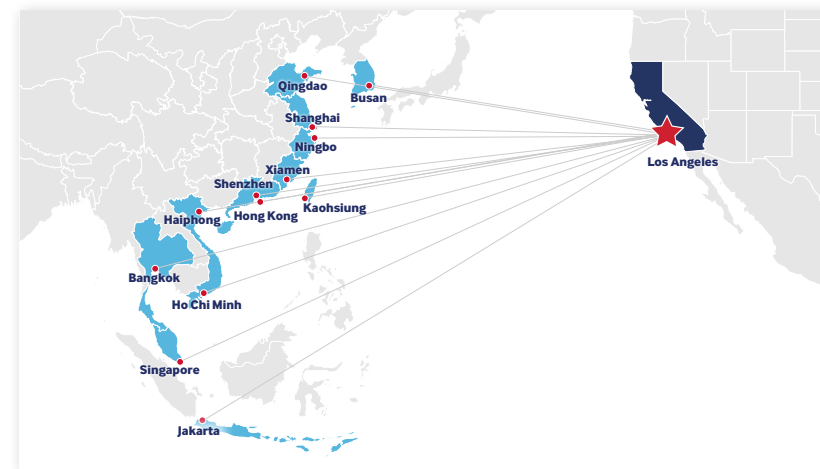 Qingdao
Busan
Shanghai
Ningbo
Los Angeles
Xiamen
Shenzhen
Kaohsiung
Hong Kong
Haiphong
Bangkok
Ho Chi Minh
Singapore
Jakarta